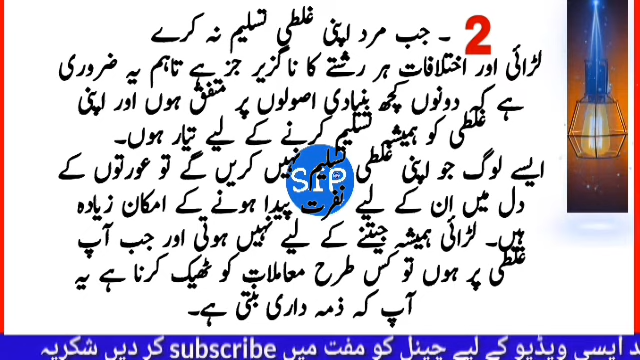 2 ۔ جب مرد اپنی غلطی تسلیم نہ کرے
لڑائی اور اختلافات ہر رشتے کا ناگزیر جز ہے تاہم یہ ضروری
ہے کہ دونوں کچھ بنیادی اصولوں پر متفق ہوں اور اپنی
غلطی کو ہمیشہ تسلیم کرنے کے لیے تیار ہوں۔
ایسے لوگ جو اپنی غلطی تسلیم نہیں کریں گے تو عورتوں کے
SIP
دل میں ان کے لیے نفرت پیدا ہونے کے امکان زیادہ
ہیں۔ لڑائی ہمیشہ جیتنے کے لیے نہیں ہوتی اور جب آپ
غلطی پر ہوں تو کس طرح معاملات کو ٹھیک کرنا ہے یہ
آپ کہ ذمہ داری بنتی ہے۔
ایسی ویڈیو کے لیے چینل کو مفت میں subscribe کر دیں شکریہ